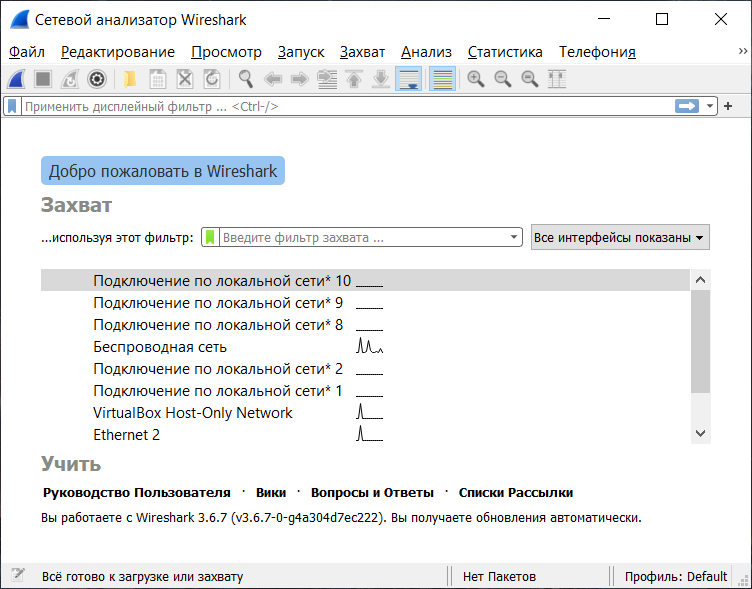 Сетевой анализатор Wireshark
Файл Редактирование Просмотр Запуск Захват Анализ Статистика Телефония »
Применить дисплейный фильтр ... <Ctrl-/>
Добро пожаловать в Wireshark
Захват
...используя этот фильтр: Введите фильтр захвата ... Все интерфейсы показаны
Подключение по локальной сети* 10
Подключение по локальной сети* 9
Подключение по локальной сети* 8
Беспроводная сеть
Подключение по локальной сети* 2
Подключение по локальной сети* 1
VirtualBox Host-Only Network
Ethernet 2
Учить
Руководство Пользователя · Вики · Вопросы и Ответы · Списки Рассылки
Вы работаете с Wireshark 3.6.7 (v3.6.7-0-g4a304d7ec222). Вы получаете обновления автоматически.
Всё готово к загрузке или захвату Нет Пакетов Профиль: Default